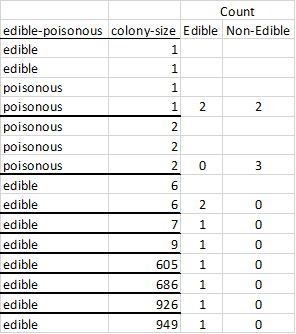 Count
edible-poisonous colony-size Edible Non-Edible
edible 1
edible 1
poisonous 1
poisonous 1 2 2
poisonous 2
poisonous 2
poisonous 2 0 3
edible 6
edible 6 2 0
edible 7 1 0
edible 9 1 0
edible 605 1 0
edible 686 1 0
edible 926 1 0
edible 949 1 0